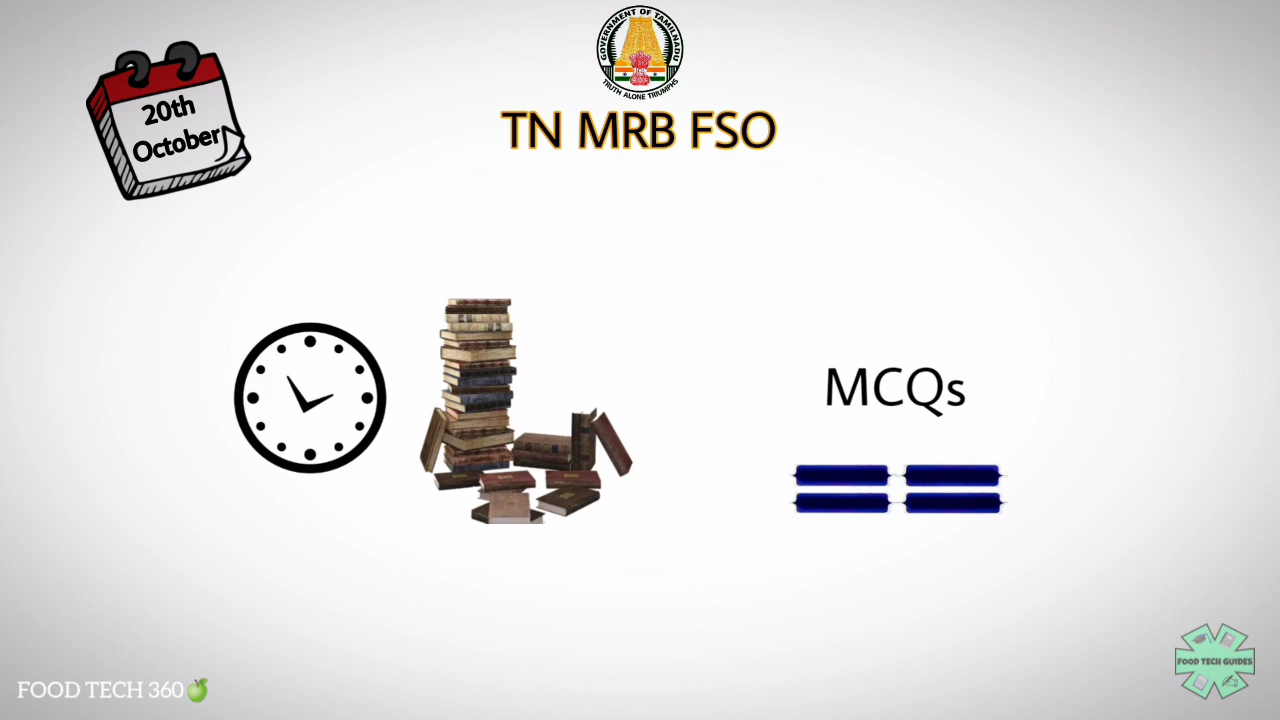 20th
October
GOVERNMENT OF TAMILNADU
TRUTH ALONE TRIUMPHS
TN MRB FSO
MCQs
FOOD TECH GUIDES
FOOD TECH 360